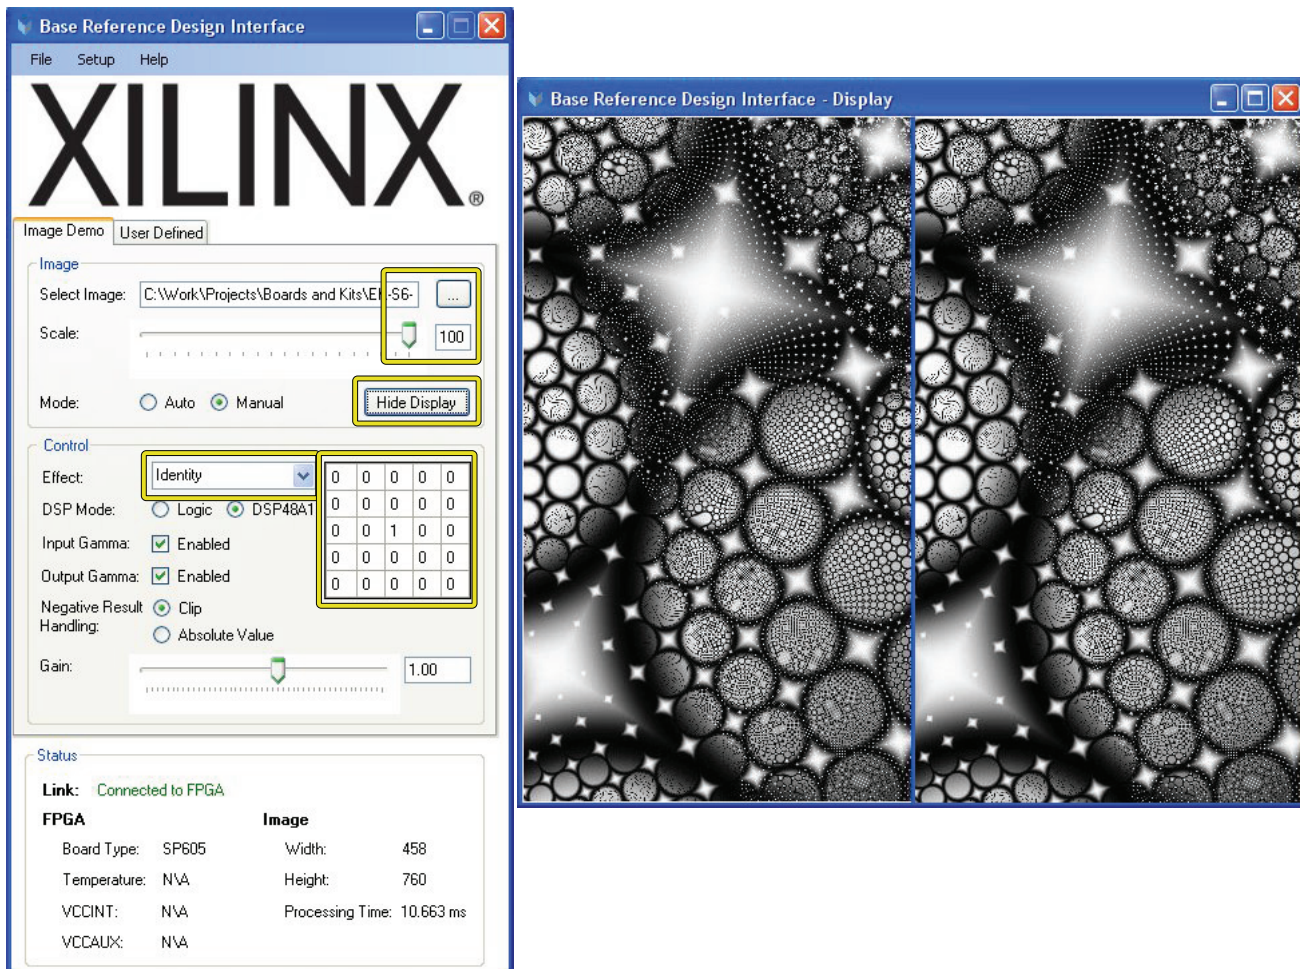 Base Reference Design Interface
File Setup Help
XILINX®
Image Demo User Defined
Image
Select Image: C:\Work\Projects\Boards and Kits\EK-S6- ...
Scale: 100
Mode: Auto Manual Hide Display
Control
Effect: Identity
DSP Mode: Logic DSP48A1
Input Gamma: Enabled
Output Gamma: Enabled
Negative Result Handling: Clip
Absolute Value
0 0 0 0 0
0 0 0 0 0
0 0 1 0 0
0 0 0 0 0
0 0 0 0 0
Gain: 1.00
Status
Link: Connected to FPGA
FPGA Image
Board Type: SP605 Width: 458
Temperature: N\A Height: 760
VCCINT: N\A Processing Time: 10.663 ms
VCCAUX: N\A
Base Reference Design Interface - Display